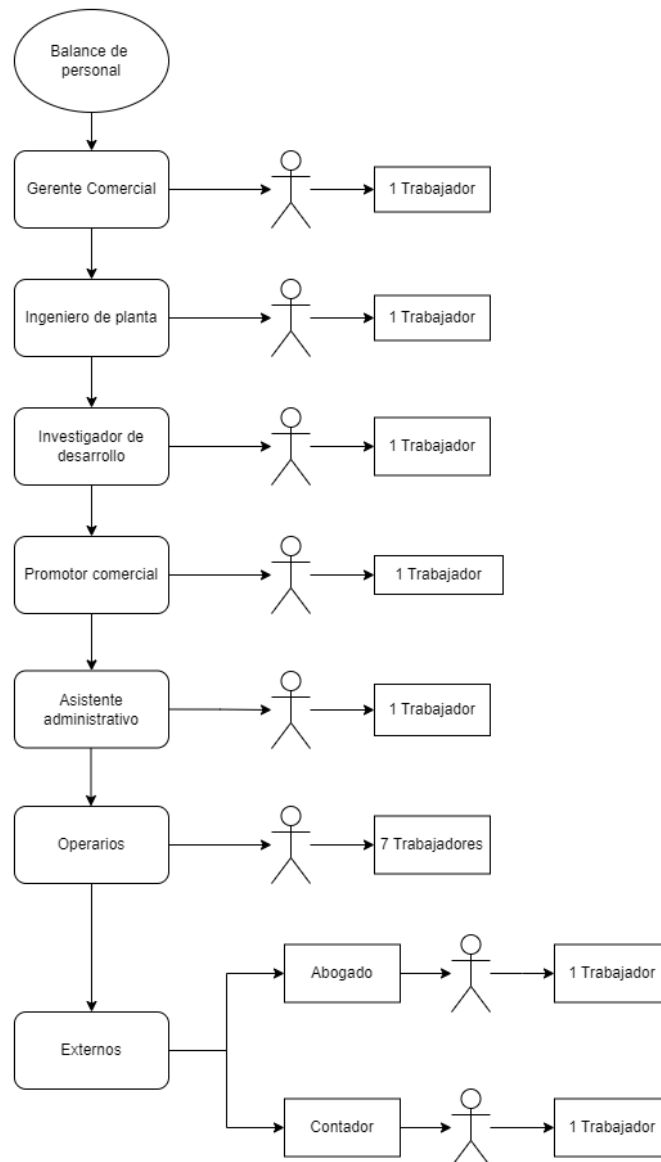 Balance de
personal
Gerente Comercial
1 Trabajador
Ingeniero de planta
1 Trabajador
Investigador de
desarrollo
1 Trabajador
Promotor comercial
1 Trabajador
Asistente
administrativo
1 Trabajador
Operarios
7 Trabajadores
Externos
Abogado
1 Trabajador
Contador
1 Trabajador